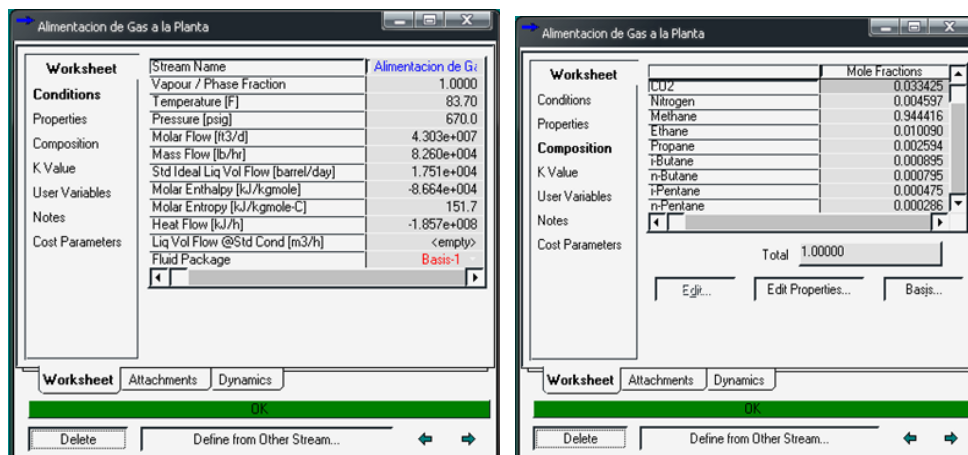 Alimentacion de Gas a la Planta
Worksheet
Conditions
Properties
Composition
K Value
User Variables
Notes
Cost Parameters
Stream Name Alimentacion de Ga
Vapour / Phase Fraction 1.0000
Temperature [F] 83.70
Pressure [psig] 670.0
Molar Flow [ft3/d] 4.303e+007
Mass Flow [lb/hr] 8.260e+004
Std Ideal Liq Vol Flow [barrel/day] 1.751e+004
Molar Enthalpy [kJ/kgmole] -8.664e+004
Molar Entropy [kJ/kgmole-C] 151.7
Heat Flow [kJ/h] -1.857e+008
Liq Vol Flow @Std Cond [m3/h] <empty>
Fluid Package Basis-1
Worksheet Attachments Dynamics
OK
Delete Define from Other Stream...
Alimentacion de Gas a la Planta
Worksheet
Conditions
Properties
Composition
K Value
User Variables
Notes
Cost Parameters
Mole Fractions
CO2 0.033425
Nitrogen 0.004597
Methane 0.944416
Ethane 0.010090
Propane 0.002594
i-Butane 0.000895
n-Butane 0.000795
i-Pentane 0.000475
n-Pentane 0.000286
Total 1.00000
Edit... Edit Properties... Basis...
Worksheet Attachments Dynamics
OK
Delete Define from Other Stream...